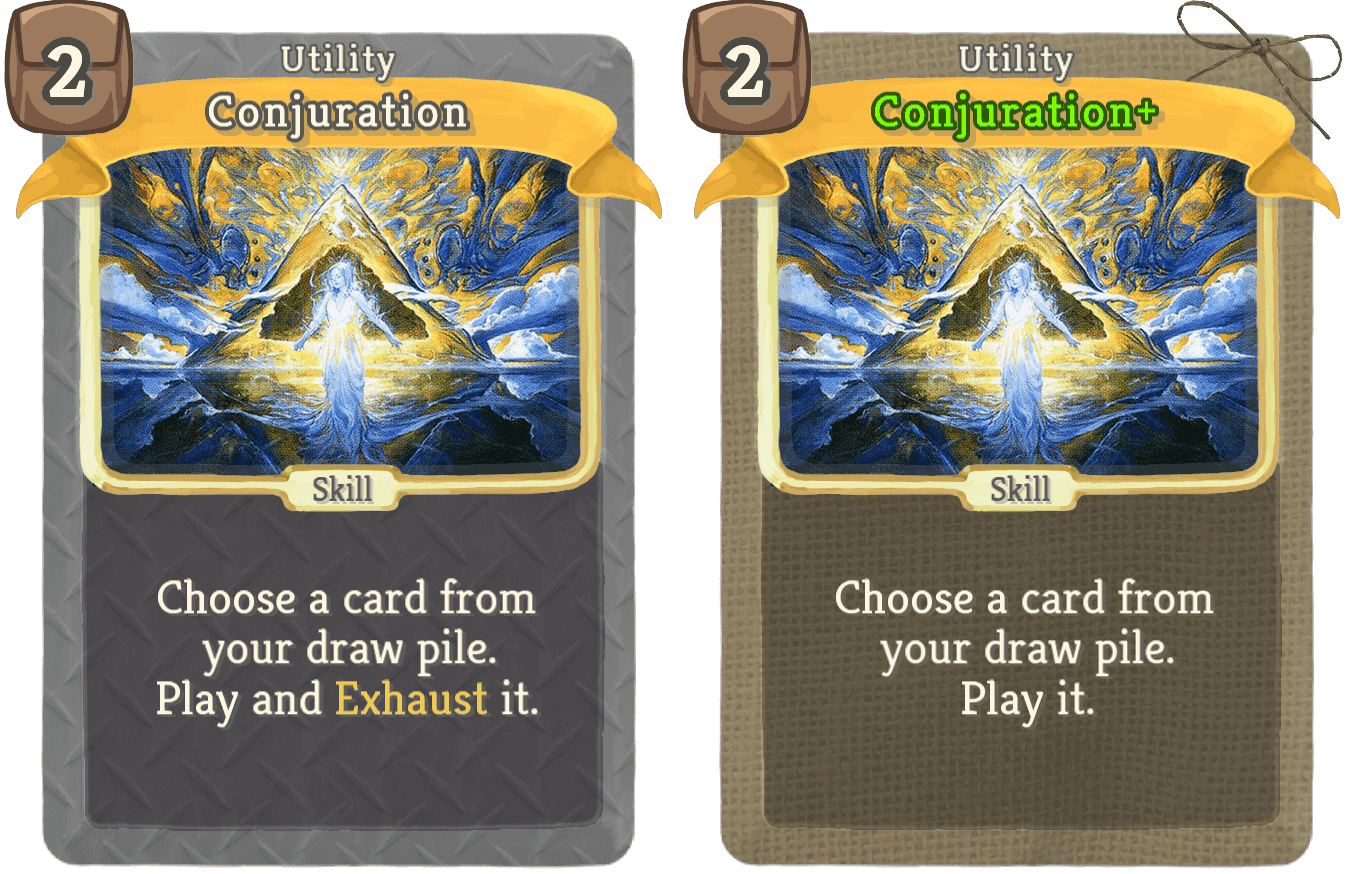 2
Utility
Conjuration
Skill
Choose a card from
your draw pile.
Play and Exhaust it.
2
Utility
Conjuration+
Skill
Choose a card from
your draw pile.
Play it.